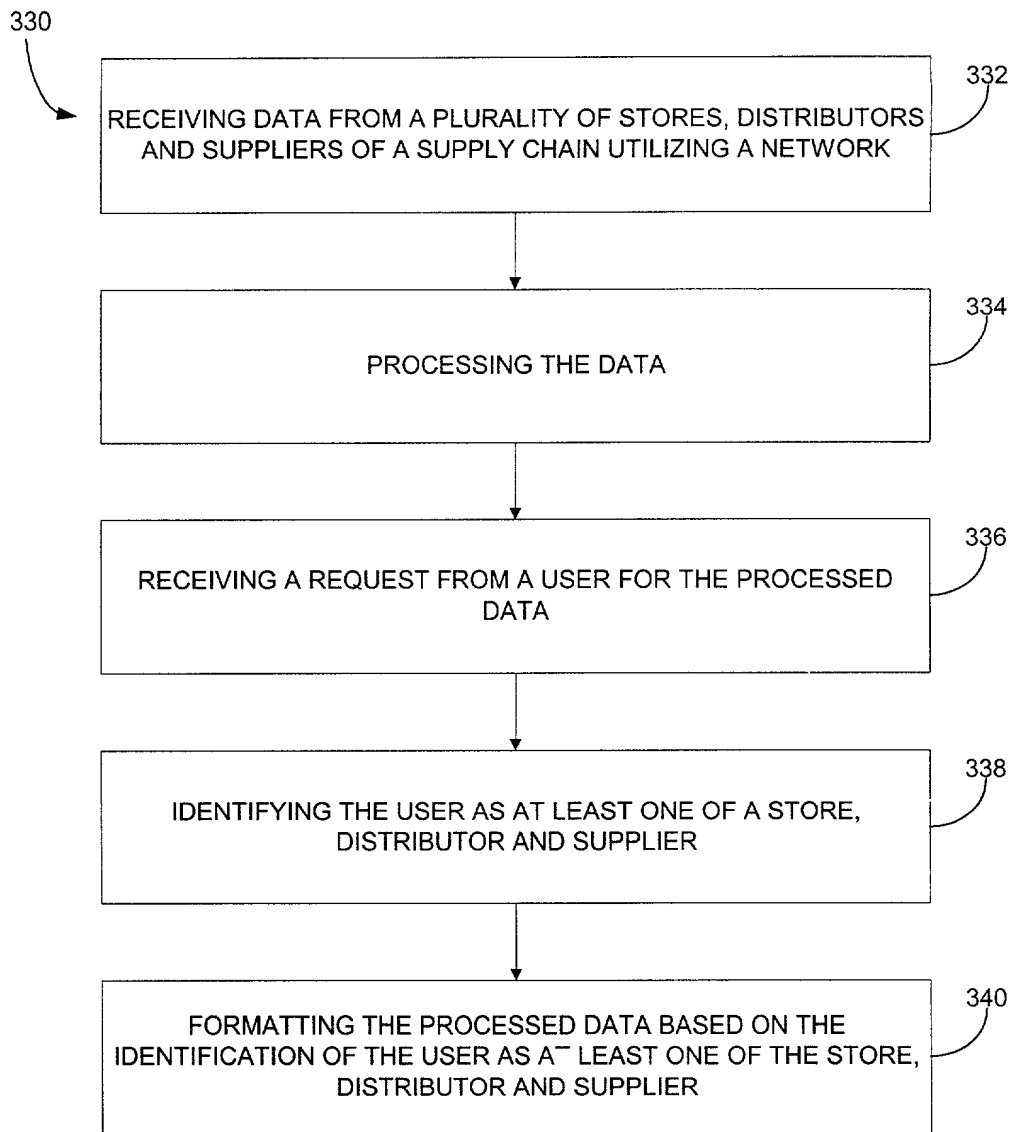 330
332
RECEIVING DATA FROM A PLURALITY OF STORES, DISTRIBUTORS
AND SUPPLIERS OF A SUPPLY CHAIN UTILIZING A NETWORK
334
PROCESSING THE DATA
336
RECEIVING A REQUEST FROM A USER FOR THE PROCESSED
DATA
338
IDENTIFYING THE USER AS AT LEAST ONE OF A STORE,
DISTRIBUTOR AND SUPPLIER
340
FORMATTING THE PROCESSED DATA BASED ON THE
IDENTIFICATION OF THE USER AS A‾ LEAST ONE OF THE STORE,
DISTRIBUTOR AND SUPPLIER